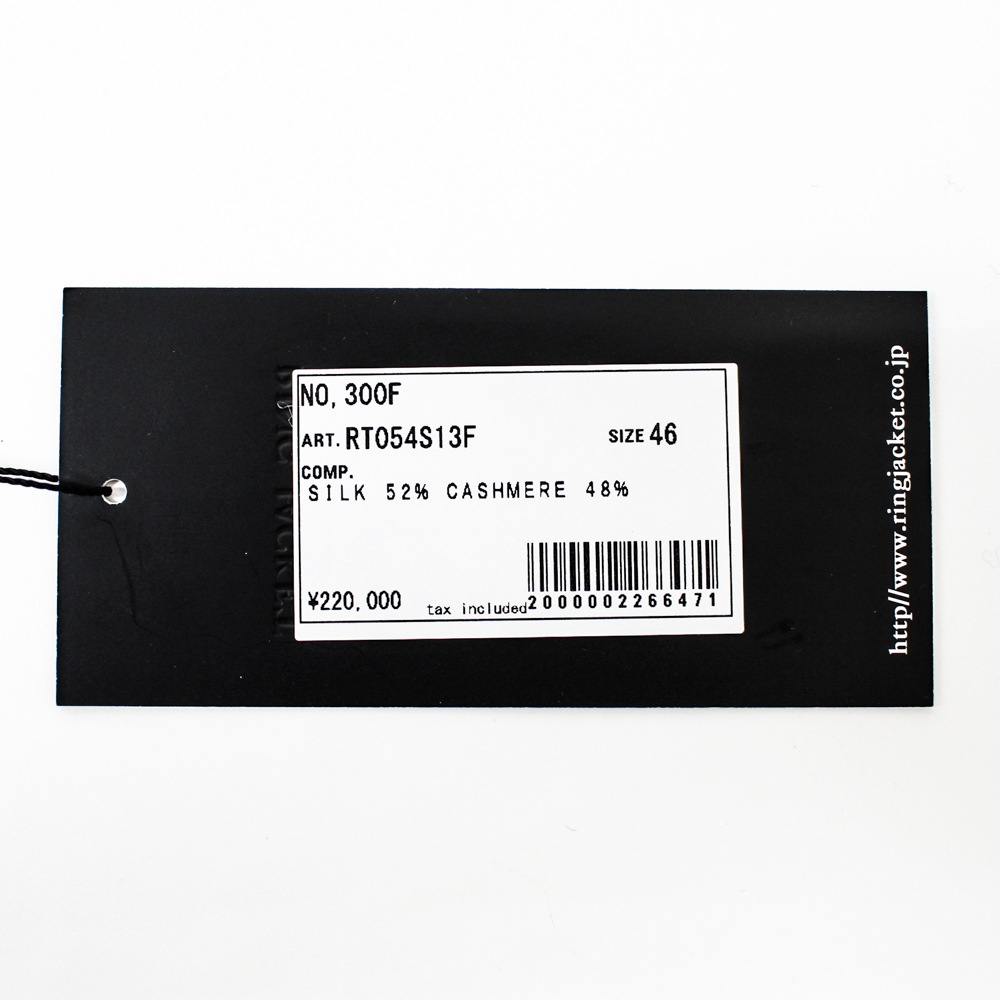 NO, 300F
ART. RT054S13F SIZE 46
COMP.
SILK 52% CASHMERE 48%
¥220,000 tax included 2000002266471
http//www.ringjacket.co.jp